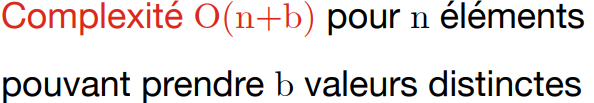 Complexité O(n+b) pour n éléments
pouvant prendre b valeurs distinctes